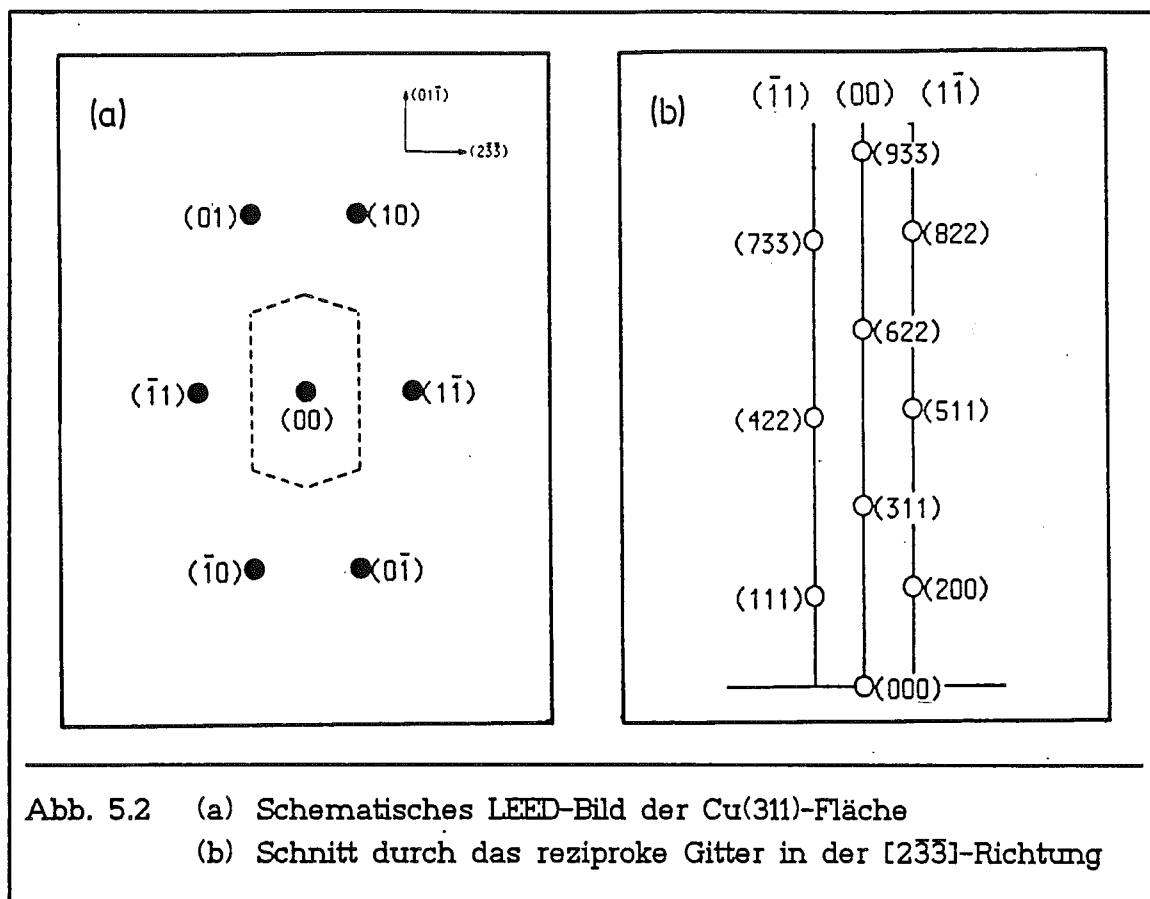 (a)
(011̄)
(23̄3̄)
(01) (10)
(1̄1) (00) (11̄)
(1̄0) (01̄)
(b)
(1̄1) (00) (11̄)
(933)
(733) (822)
(622)
(422) (511)
(311)
(111) (200)
(000)
Abb. 5.2 (a) Schematisches LEED-Bild der Cu(311)-Fläche
(b) Schnitt durch das reziproke Gitter in der [23̄3̄]-Richtung